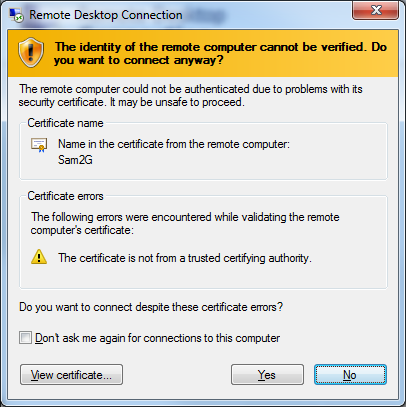 Remote Desktop Connection
The identity of the remote computer cannot be verified. Do
you want to connect anyway?
The remote computer could not be authenticated due to problems with its
security certificate. It may be unsafe to proceed.
Certificate name
Name in the certificate from the remote computer:
Sam2G
Certificate errors
The following errors were encountered while validating the remote
computer's certificate:
The certificate is not from a trusted certifying authority.
Do you want to connect despite these certificate errors?
Don't ask me again for connections to this computer
View certificate...
Yes
No